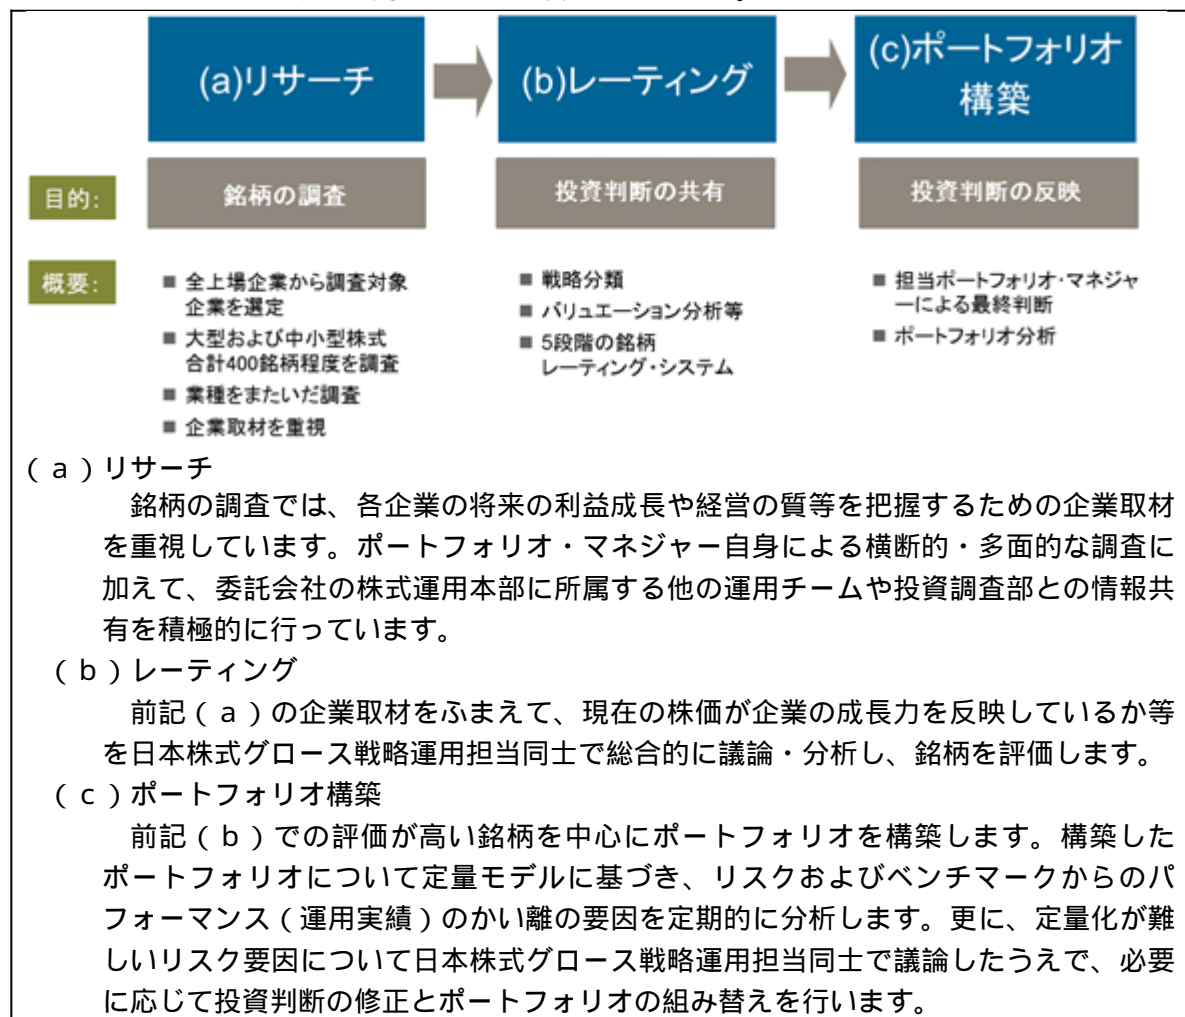 (a)リサーチ
(b)レーティング
(c)ポートフォリオ
構築
目的:
銘柄の調査
投資判断の共有
投資判断の反映
概要:
■ 全上場企業から調査対象
企業を選定
■ 大型および中小型株式
合計400銘柄程度を調査
■ 業種をまたいだ調査
■ 企業取材を重視
■ 戦略分類
■ バリュエーション分析等
■ 5段階の銘柄
レーティング・システム
■ 担当ポートフォリオ・マネジャ
ーによる最終判断
■ ポートフォリオ分析
(a)リサーチ
銘柄の調査では、各企業の将来の利益成長や経営の質等を把握するための企業取材
を重視しています。ポートフォリオ・マネジャー自身による横断的・多面的な調査に
加えて、委託会社の株式運用本部に所属する他の運用チームや投資調査部との情報共
有を積極的に行っています。
(b)レーティング
前記(a)の企業取材をふまえて、現在の株価が企業の成長力を反映しているか等
を日本株式グロース戦略運用担当同士で総合的に議論・分析し、銘柄を評価します。
(c)ポートフォリオ構築
前記(b)での評価が高い銘柄を中心にポートフォリオを構築します。構築した
ポートフォリオについて定量モデルに基づき、リスクおよびベンチマークからのパ
フォーマンス(運用実績)のかい離の要因を定期的に分析します。更に、定量化が難
しいリスク要因について日本株式グロース戦略運用担当同士で議論したうえで、必要
に応じて投資判断の修正とポートフォリオの組み替えを行います。